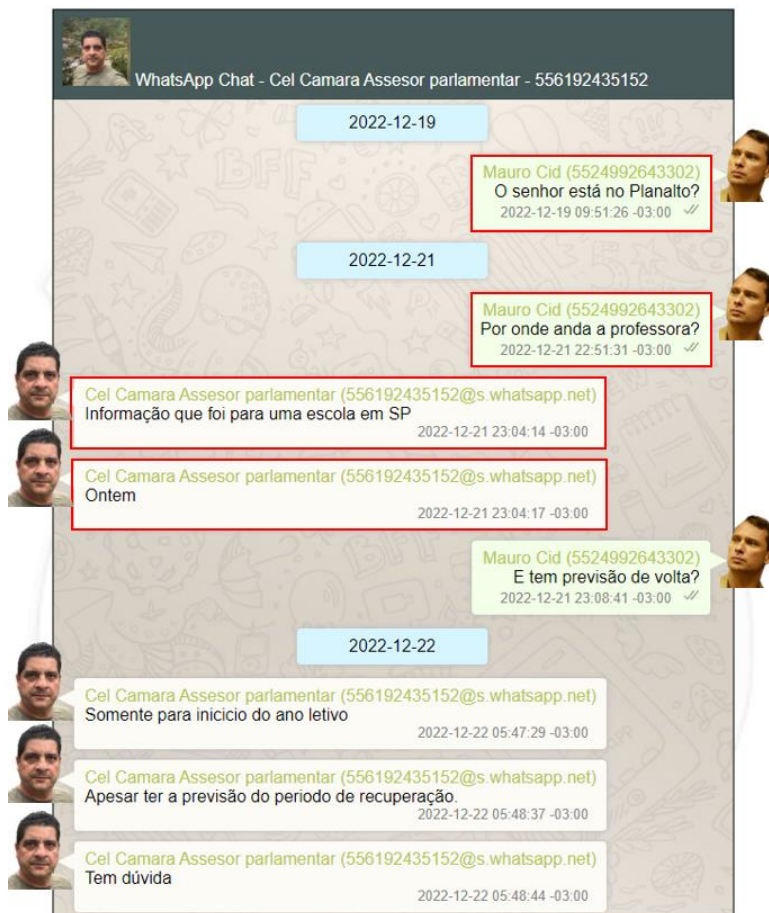 WhatsApp Chat - Cel Camara Assesor parlamentar - 556192435152
2022-12-19
Mauro Cid (5524992643302)
O senhor está no Planalto?
2022-12-19 09:51:26 -03:00
2022-12-21
Mauro Cid (5524992643302)
Por onde anda a professora?
2022-12-21 22:51:31 -03:00
Cel Camara Assesor parlamentar (556192435152@s.whatsapp.net)
Informação que foi para uma escola em SP
2022-12-21 23:04:14 -03:00
Cel Camara Assesor parlamentar (556192435152@s.whatsapp.net)
Ontem
2022-12-21 23:04:17 -03:00
Mauro Cid (5524992643302)
E tem previsão de volta?
2022-12-21 23:08:41 -03:00
2022-12-22
Cel Camara Assesor parlamentar (556192435152@s.whatsapp.net)
Somente para inicicio do ano letivo
2022-12-22 05:47:29 -03:00
Cel Camara Assesor parlamentar (556192435152@s.whatsapp.net)
Apesar ter a previsão do periodo de recuperação.
2022-12-22 05:48:37 -03:00
Cel Camara Assesor parlamentar (556192435152@s.whatsapp.net)
Tem dúvida
2022-12-22 05:48:44 -03:00